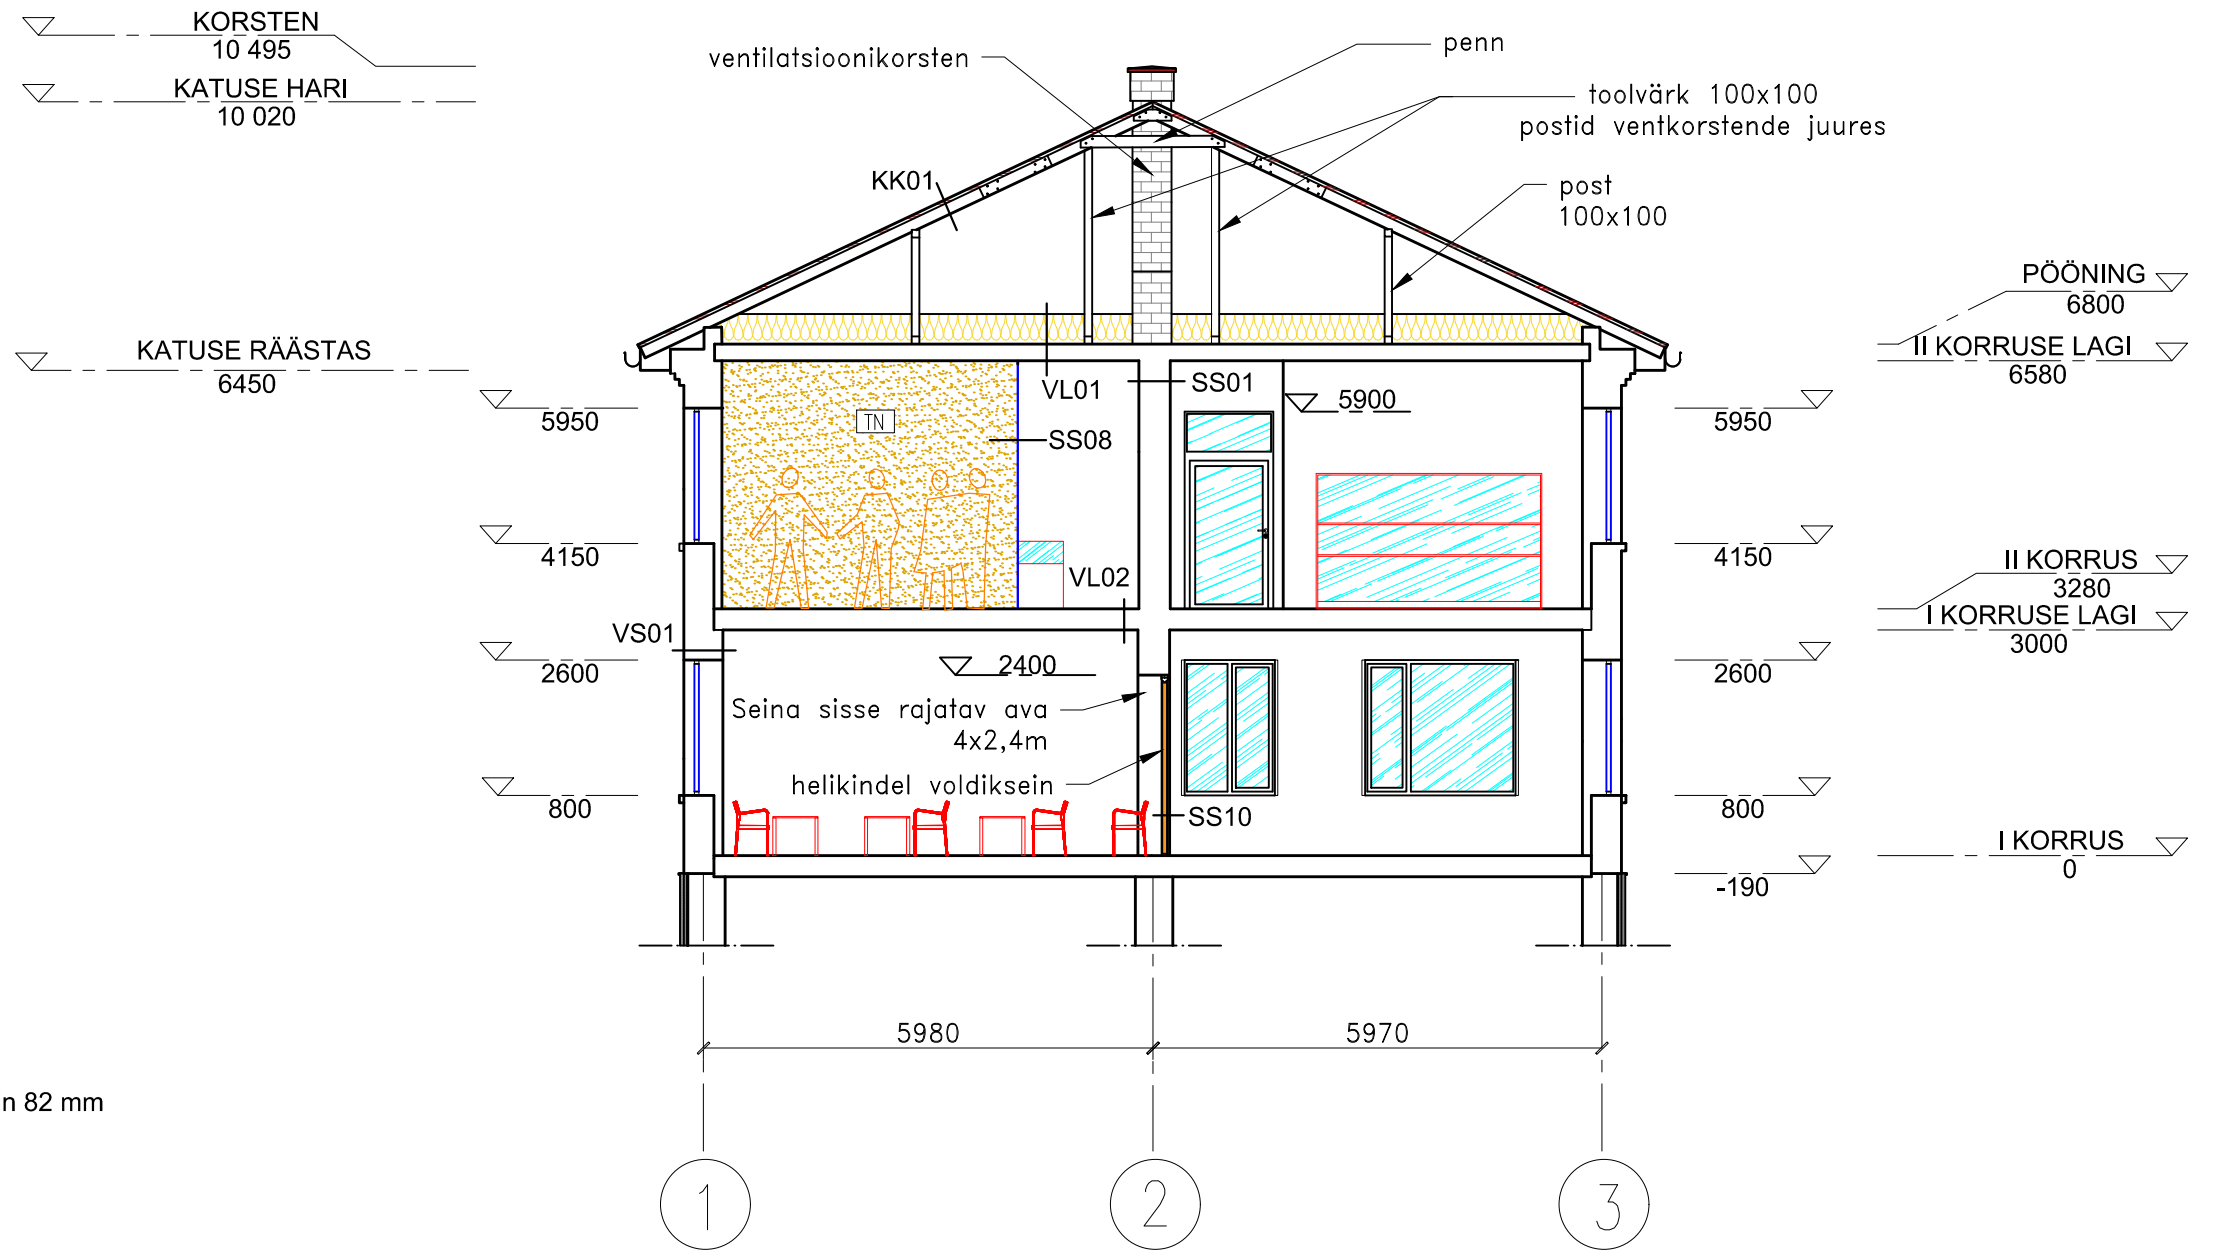 KORSTEN
10 495
KATUSE HARI
10 020
ventilatsioonikorsten
penn
toolvärk 100x100
postid ventkorstende juures
KK01
post
100x100
PÖÖNING
6800
II KORRUSE LAGI
6580
KATUSE RÄÄSTAS
6450
5950
VL01
SS01
5900
5950
TN
SS08
4150
VL02
4150
II KORRUS
3280
I KORRUSE LAGI
3000
VS01
2600
2400
2600
Seina sisse rajatav ava
4x2,4m
helikindel voldiksein
800
SS10
800
I KORRUS
0
-190
5980
5970
n 82 mm
1
2
3